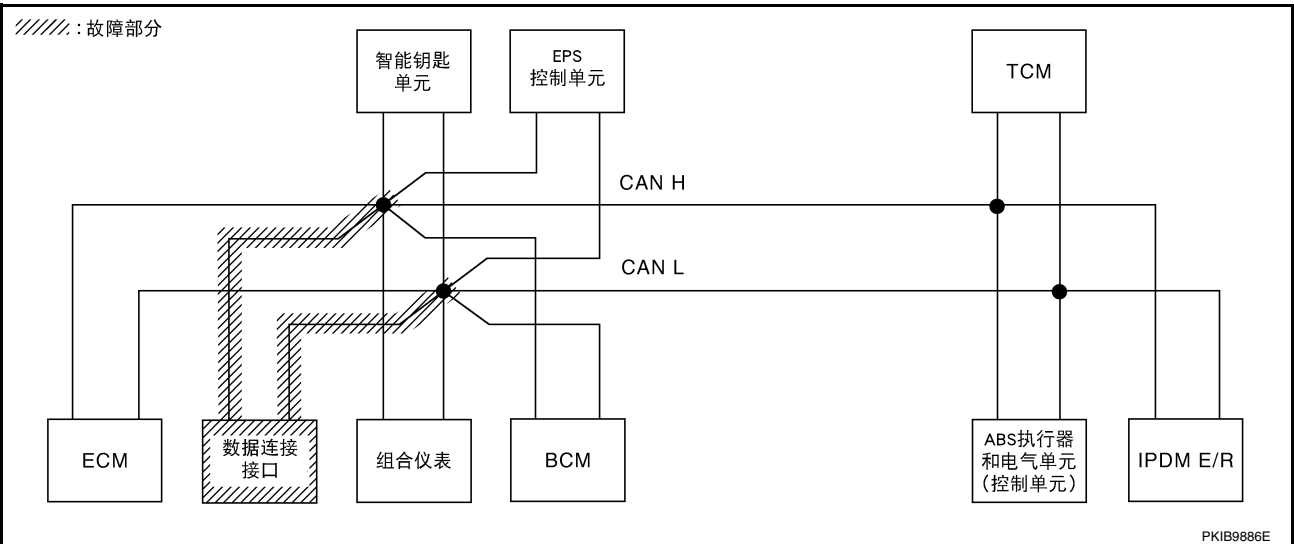 ：故障部分
智能钥匙
单元
EPS
控制单元
TCM
CAN H
CAN L
ECM
数据连接
接口
组合仪表
BCM
ABS执行器
和电气单元
(控制单元)
IPDM E/R
PKIB9886E